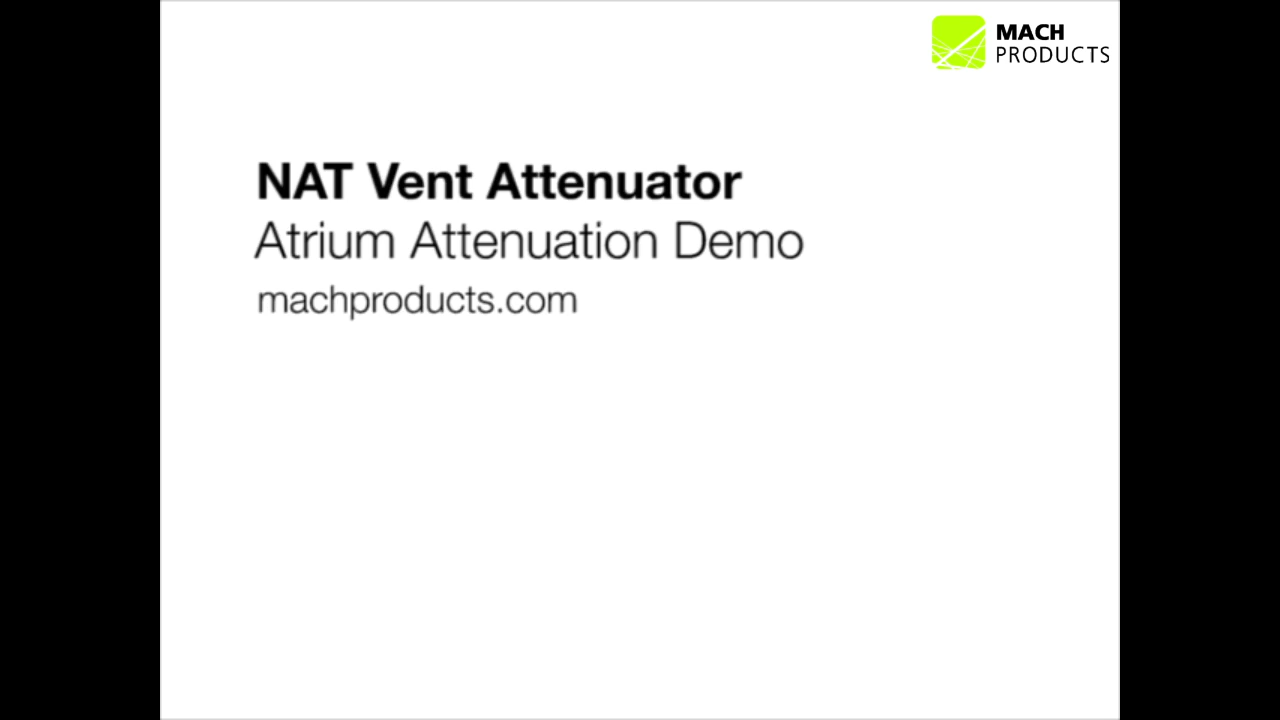 MACH
PRODUCTS
NAT Vent Attenuator
Atrium Attenuation Demo
machproducts.com